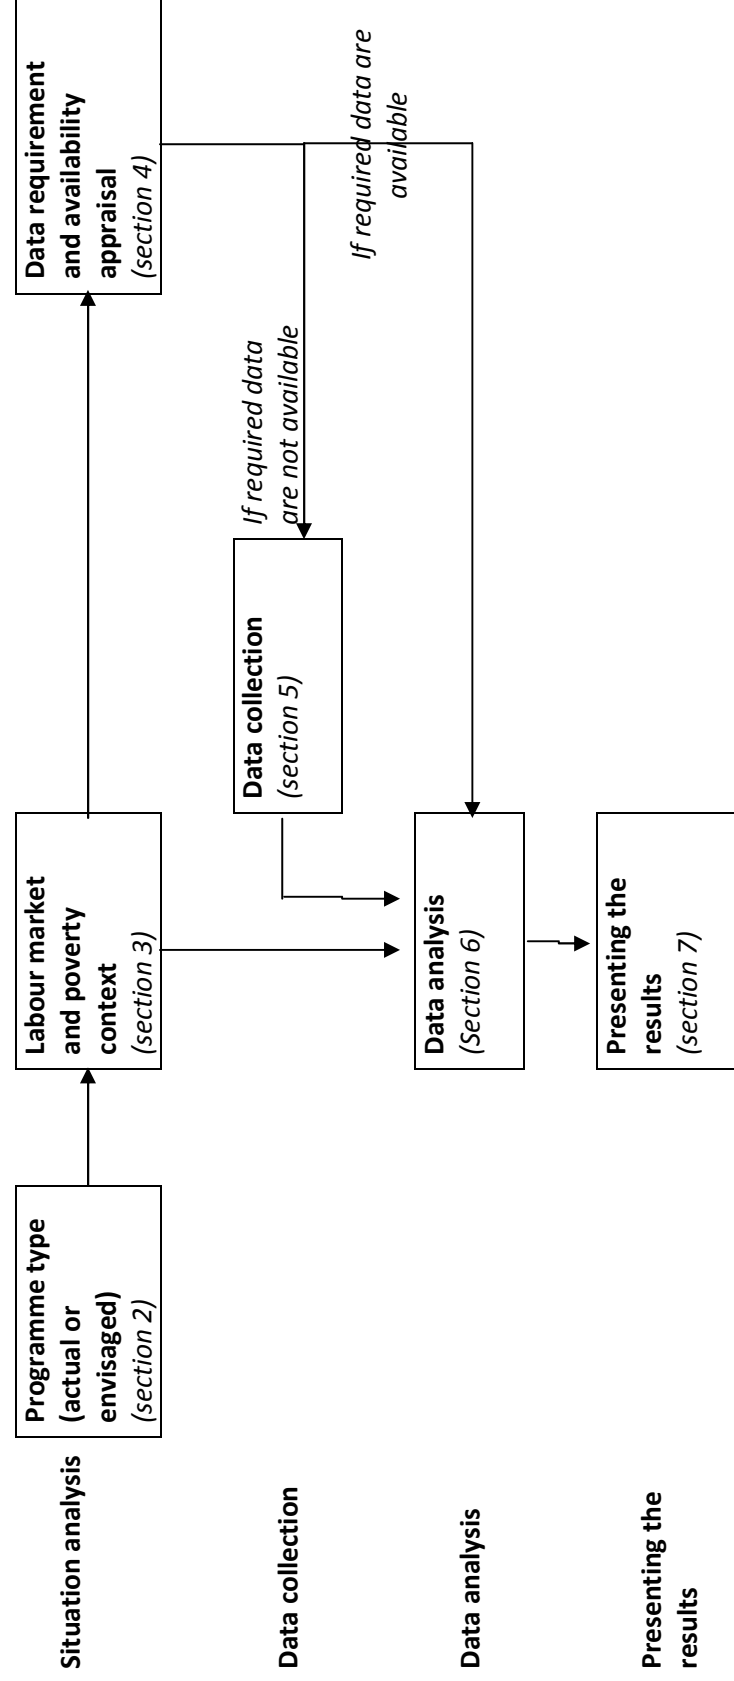 Situation analysis
Programme type
(actual or
envisaged)
(section 2)
Labour market
and poverty
context
(section 3)
Data requirement
and availability
appraisal
(section 4)
Data collection
Data collection
(section 5)
If required data
are not available
If required data are
available
Data analysis
Data analysis
(Section 6)
Presenting the
results
Presenting the
results
(section 7)